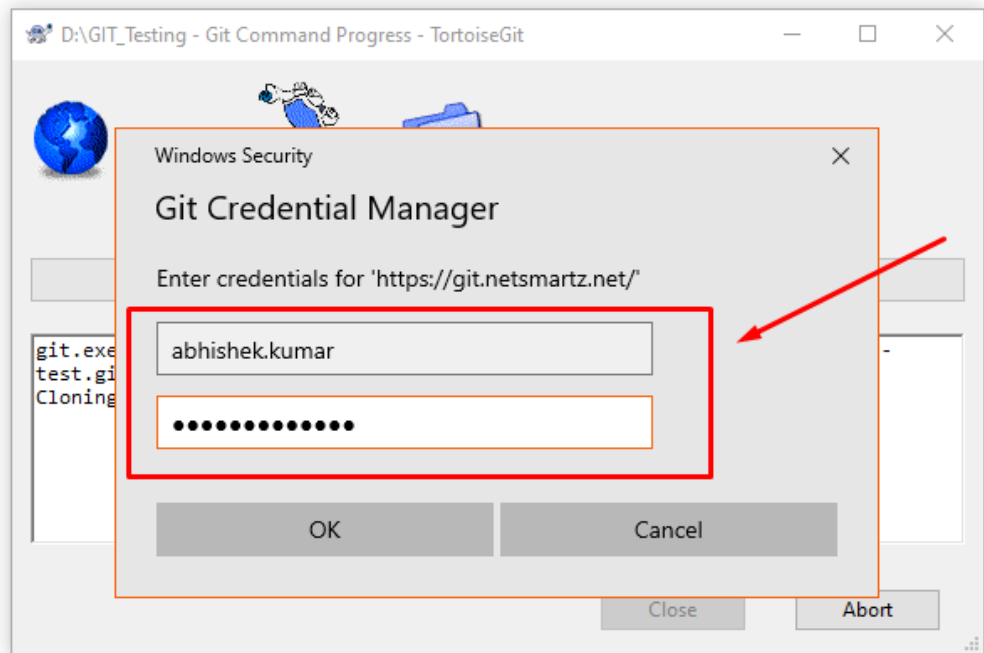 D:\GIT_Testing - Git Command Progress - TortoiseGit
Windows Security
Git Credential Manager
Enter credentials for 'https://git.netsmartz.net/'
abhishek.kumar
●●●●●●●●●●●●●
git.exe
-
test.gi
Cloning
OK
Cancel
Close
Abort